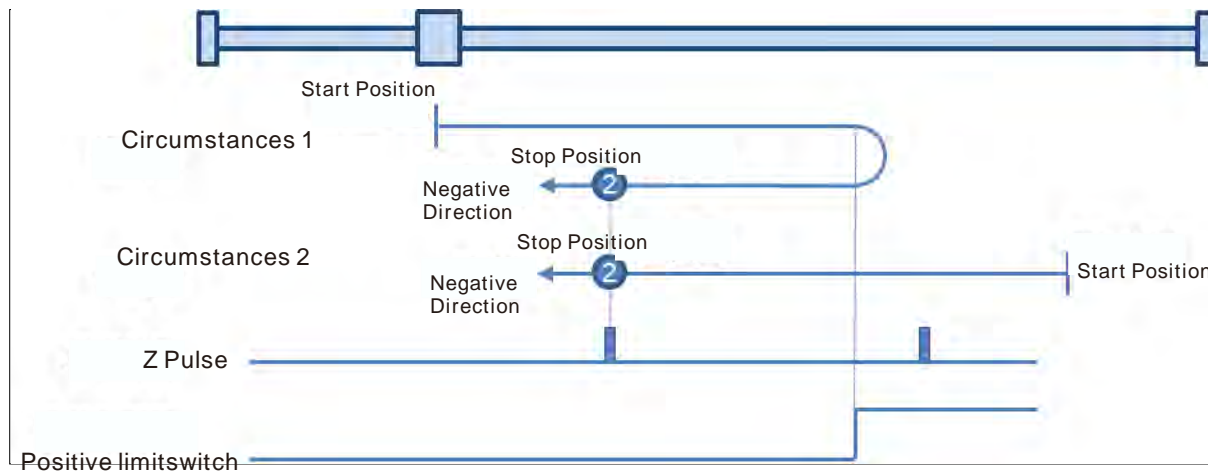 Start Position
Circumstances 1
Stop Position
2
Negative
Direction
Stop Position
Circumstances 2
2
Start Position
Negative
Direction
Z Pulse
Positive limitswitch